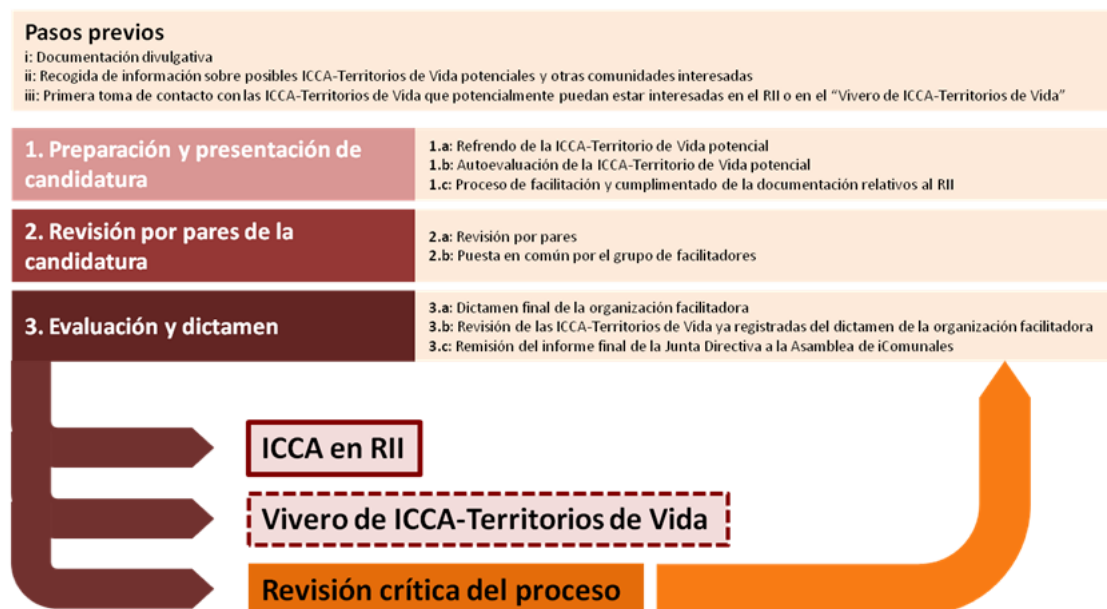 Pasos previos
i: Documentación divulgativa
ii: Recogida de información sobre posibles ICCA-Territorios de Vida potenciales y otras comunidades interesadas
iii: Primera toma de contacto con las ICCA-Territorios de Vida que potencialmente puedan estar interesadas en el RII o en el “Vivero de ICCA-Territorios de Vida”
1. Preparación y presentación de
candidatura
1.a: Refrendo de la ICCA-Territorio de Vida potencial
1.b: Autoevaluación de la ICCA-Territorio de Vida potencial
1.c: Proceso de facilitación y cumplimentado de la documentación relativos al RII
2. Revisión por pares de la
candidatura
2.a: Revisión por pares
2.b: Puesta en común por el grupo de facilitadores
3. Evaluación y dictamen
3.a: Dictamen final de la organización facilitadora
3.b: Revisión de las ICCA-Territorios de Vida ya registradas del dictamen de la organización facilitadora
3.c: Remisión del informe final de la Junta Directiva a la Asamblea de iComunales
ICCA en RII
Vivero de ICCA-Territorios de Vida
Revisión crítica del proceso